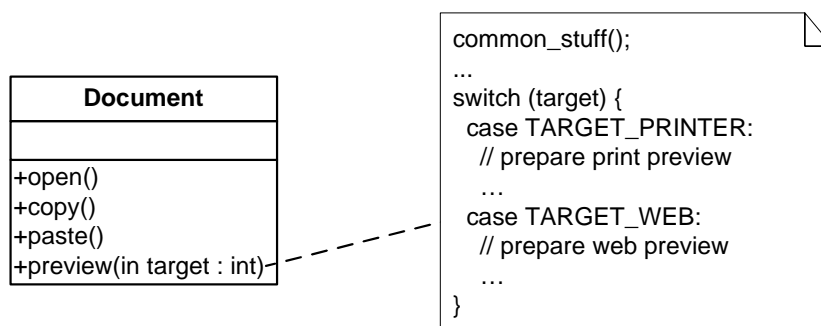 Document
+open()
+copy()
+paste()
+preview(in target : int)
common_stuff();
...
switch (target) {
case TARGET_PRINTER:
// prepare print preview
…
case TARGET_WEB:
// prepare web preview
…
}